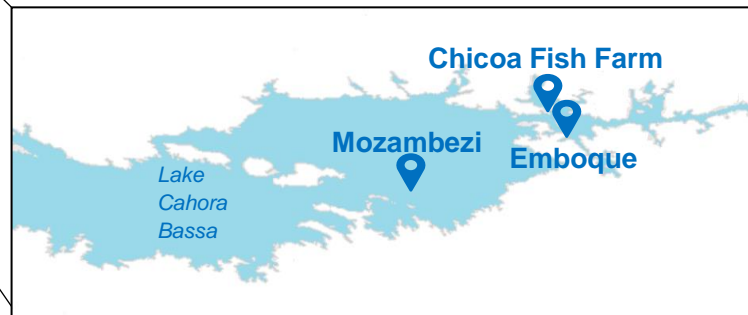 Chicoa Fish Farm
Mozambezi
Emboque
Lake
Cahora
Bassa